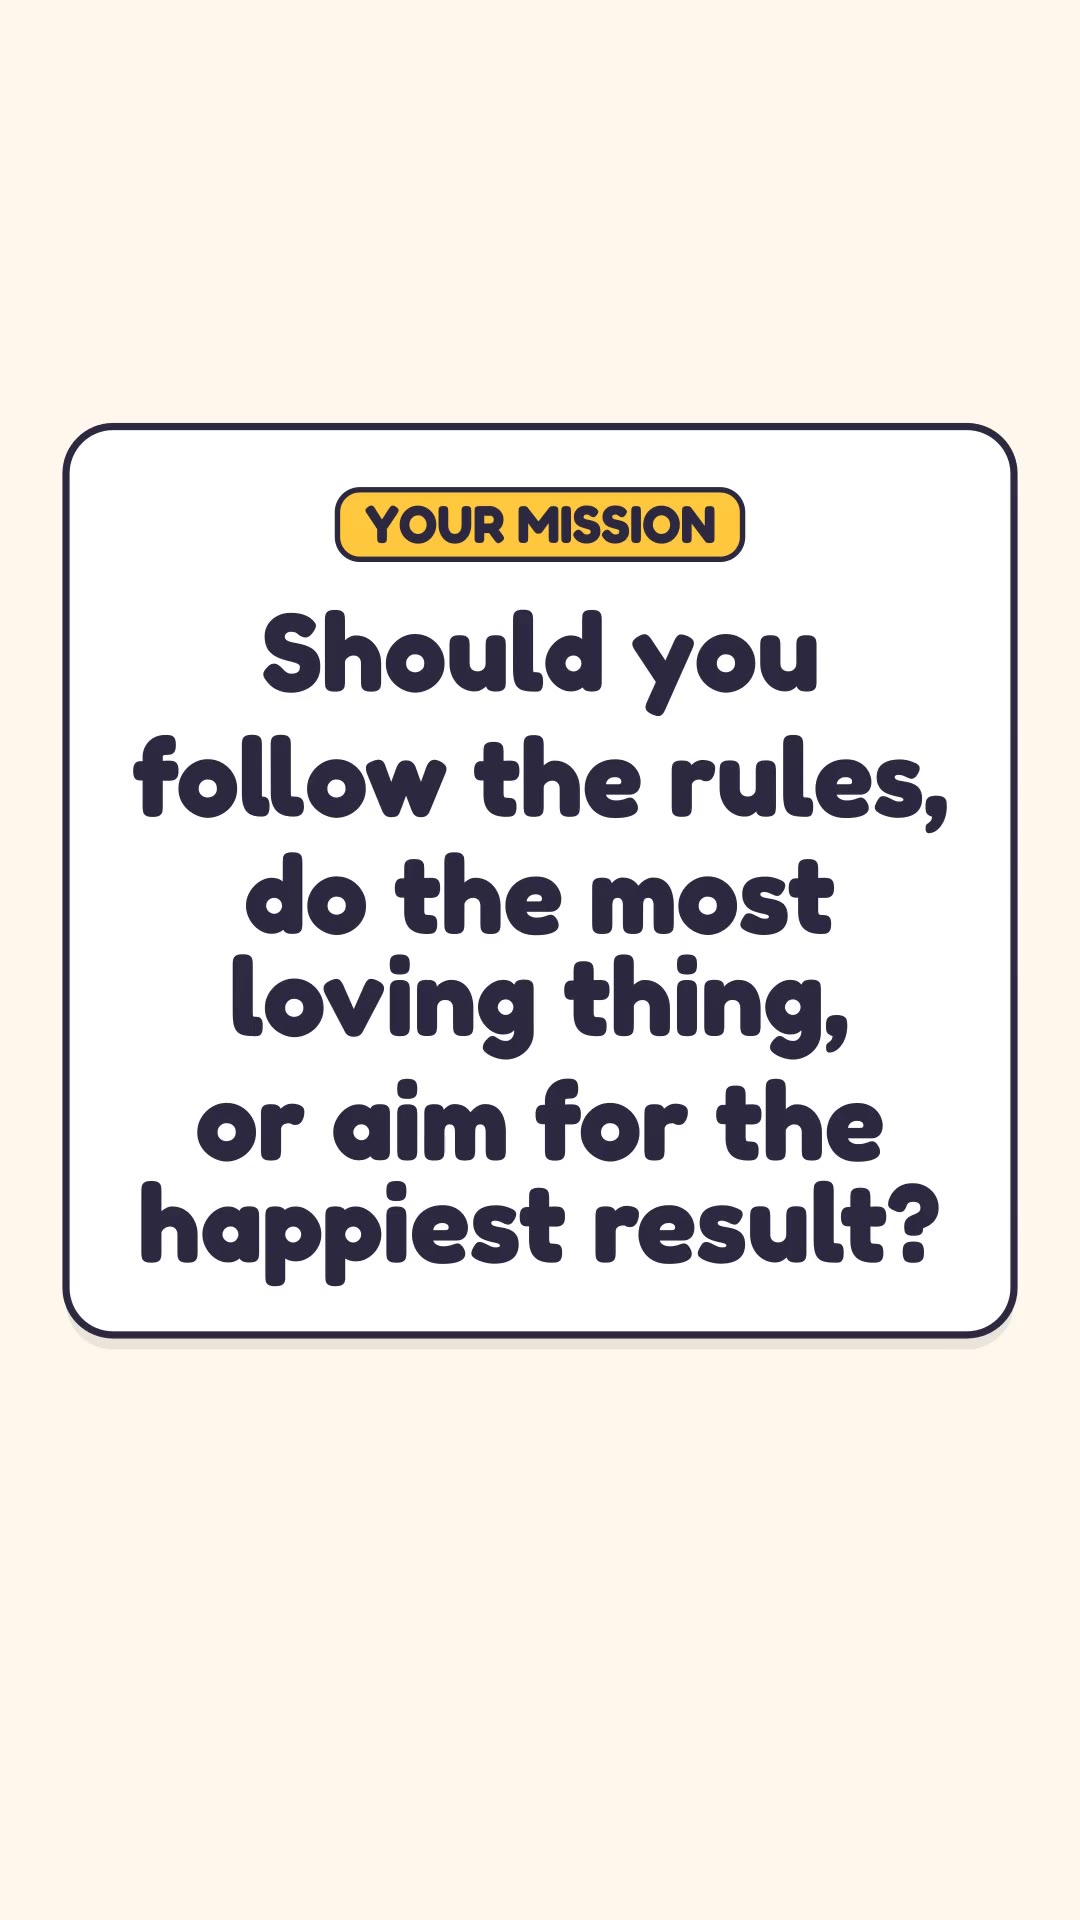 YOUR MISSION
Should you
follow the rules,
do the most
loving thing,
or aim for the
happiest result?